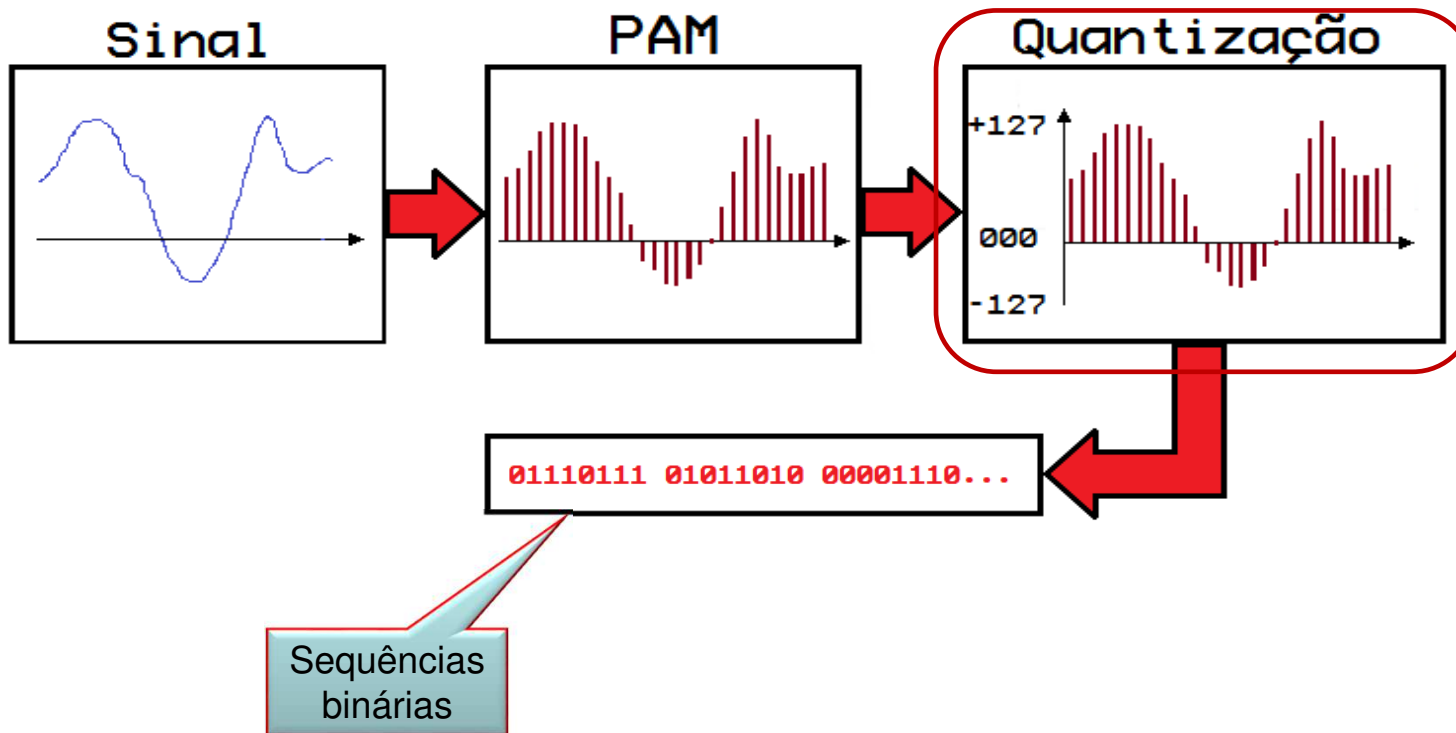 Sinal
PAM
Quantização
+127
000
-127
01110111 01011010 00001110...
Sequências
binárias